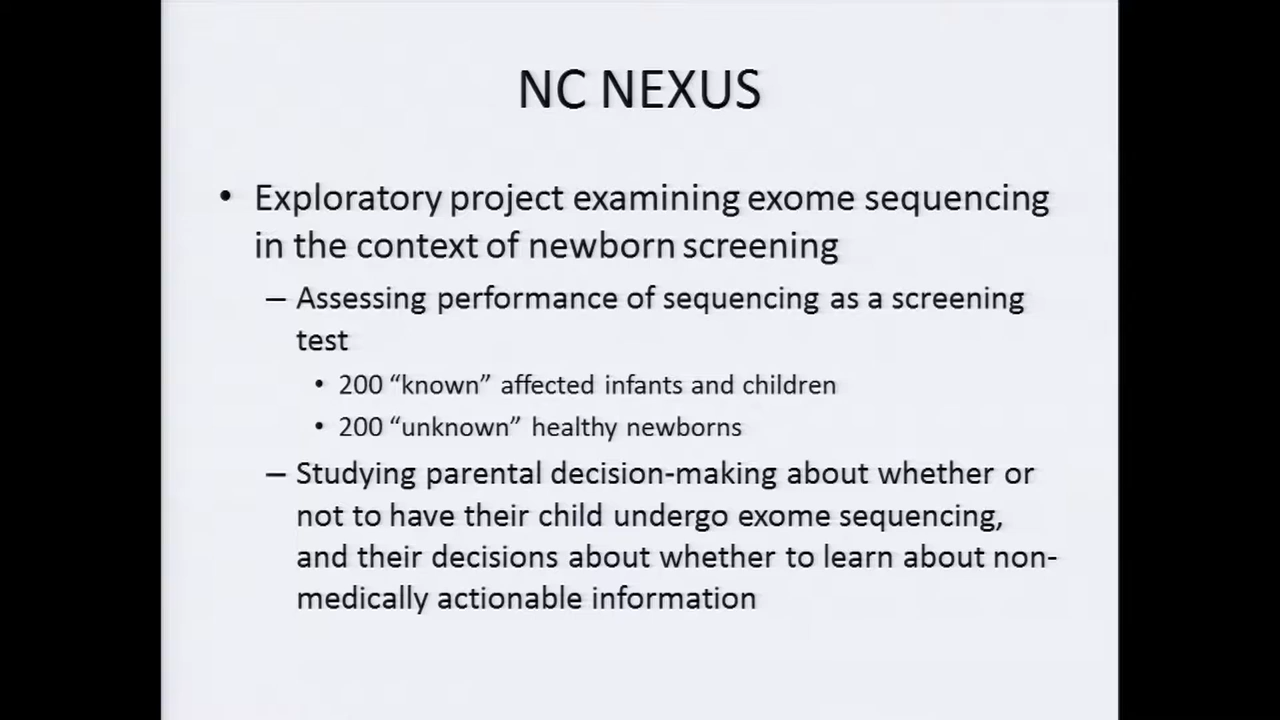 NC NEXUS
• Exploratory project examining exome sequencing
in the context of newborn screening
– Assessing performance of sequencing as a screening
test
• 200 “known” affected infants and children
• 200 “unknown” healthy newborns
– Studying parental decision-making about whether or
not to have their child undergo exome sequencing,
and their decisions about whether to learn about non-
medically actionable information